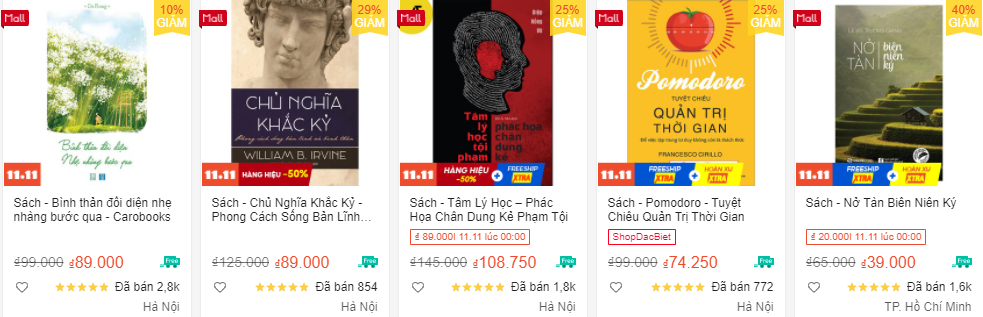 Mall
10%
GIẢM
Bình thản đối diện
Nhẹ nhàng bước qua
11.11
Sách - Bình thản đối diện nhẹ
nhàng bước qua - Carobooks
₫99.000 ₫89.000
Free
Đã bán 2,8k
Hà Nội
Mall
29%
GIẢM
CHỦ NGHĨA
KHẮC KỶ
WILLIAM B. IRVINE
11.11
HÀNG HIỆU -50%
Sách - Chủ Nghĩa Khắc Kỷ -
Phong Cách Sống Bản Lĩnh…
₫125.000 ₫89.000
Free
Đã bán 854
Hà Nội
Mall
25%
GIẢM
Diệp Hồng Vũ
Tâm
lý
học
tội
phạm
phác họa
chân
dung
kẻ
11.11
HÀNG HIỆU -50%
+
FREESHIP XTRA
Sách - Tâm Lý Học – Phác
Họa Chân Dung Kẻ Phạm Tội
₫ 89.000! 11.11 lúc 00:00
₫145.000 ₫108.750
Free
Đã bán 1,8k
Hà Nội
25%
GIẢM
Pomodoro
TUYỆT CHIÊU
QUẢN TRỊ
THỜI GIAN
FRANCESCO CIRILLO
11.11
FREESHIP XTRA
+
HOÀN XU XTRA
Sách - Pomodoro - Tuyệt
Chiêu Quản Trị Thời Gian
ShopDacBiet
₫99.000 ₫74.250
Free
Đã bán 772
Hà Nội
Mall
40%
GIẢM
NỞ
TÁN
biên
niên
ký
11.11
FREESHIP XTRA
+
HOÀN XU XTRA
Sách - Nở Tán Biên Niên Ký
₫ 20.000! 11.11 lúc 00:00
₫65.000 ₫39.000
Free
Đã bán 1,6k
TP. Hồ Chí Minh